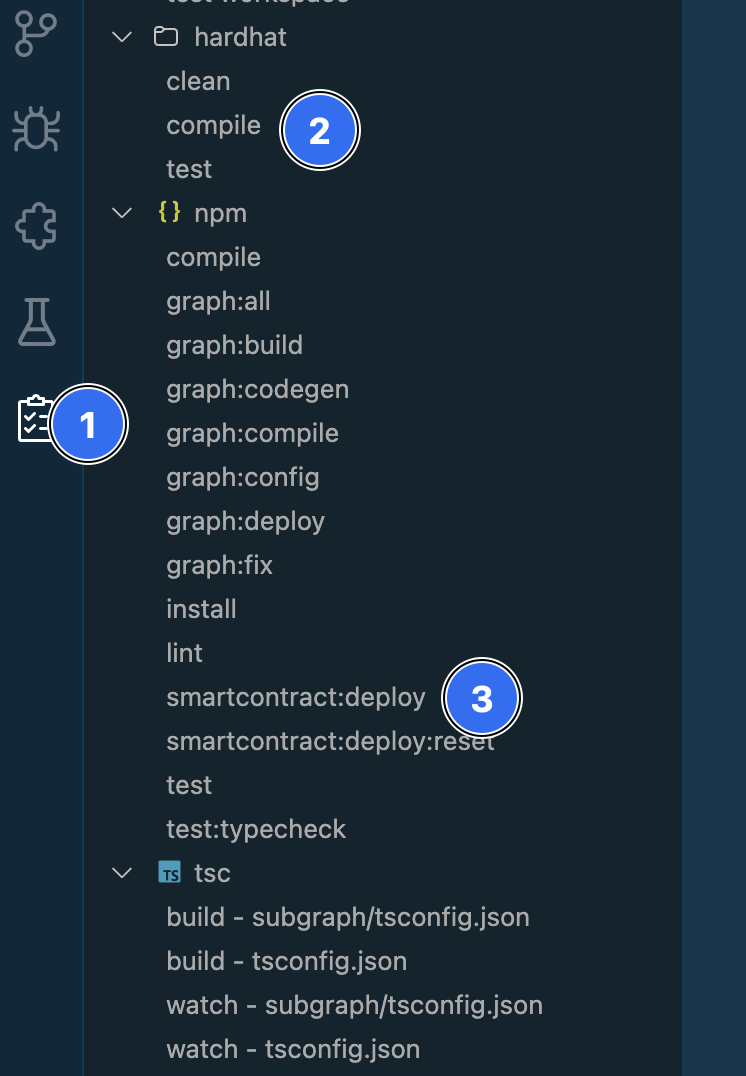 hardhat
clean
compile 2
test
{} npm
compile
graph:all
graph:build
graph:codegen
1
graph:compile
graph:config
graph:deploy
graph:fix
install
lint
smartcontract:deploy 3
smartcontract:deploy:reset
test
test:typecheck
TS tsc
build - subgraph/tsconfig.json
build - tsconfig.json
watch - subgraph/tsconfig.json
watch - tsconfig.json